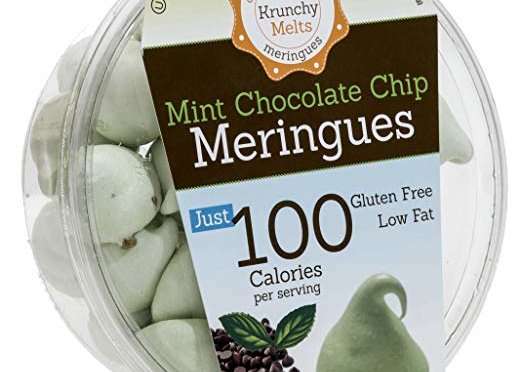 Krunchy
Melts
meringues
Mint Chocolate Chip
Meringues
Just
100
Calories
per serving
Gluten Free
Low Fat